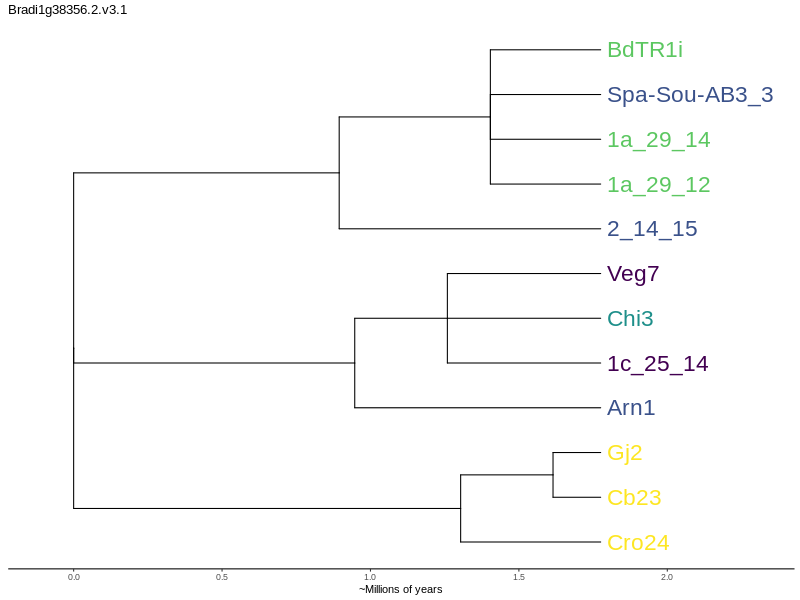 Bradi1g38356.2.v3.1
BdTR1i
Spa-Sou-AB3_3
1a_29_14
1a_29_12
2_14_15
Veg7
Chi3
1c_25_14
Arn1
Gj2
Cb23
Cro24
0.0 0.5 1.0 1.5 2.0
~Millions of years